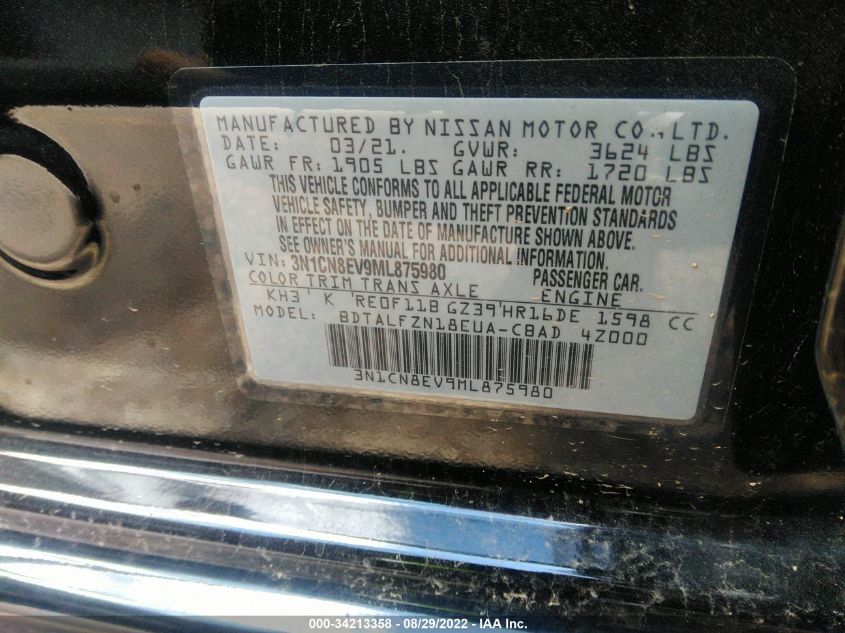 MANUFACTURED BY NISSAN MOTOR CO.,LTD.
DATE: 03/21. GVWR: 3624 LBS
GAWR FR: 1905 LBS GAWR RR: 1720 LBS
THIS VEHICLE CONFORMS TO ALL APPLICABLE FEDERAL MOTOR
VEHICLE SAFETY, BUMPER AND THEFT PREVENTION STANDARDS
IN EFFECT ON THE DATE OF MANUFACTURE SHOWN ABOVE.
SEE OWNER'S MANUAL FOR ADDITIONAL INFORMATION.
VIN: 3N1CN8EV9ML875980 PASSENGER CAR.
COLOR TRIM TRANS AXLE ENGINE
KH3 K RE0F11B GZ39 HR16DE 1598 CC
MODEL: BDTALFZN18EUA-CBAD 4Z000
3N1CN8EV9ML875980
000-34213358 - 08/29/2022 - IAA Inc.